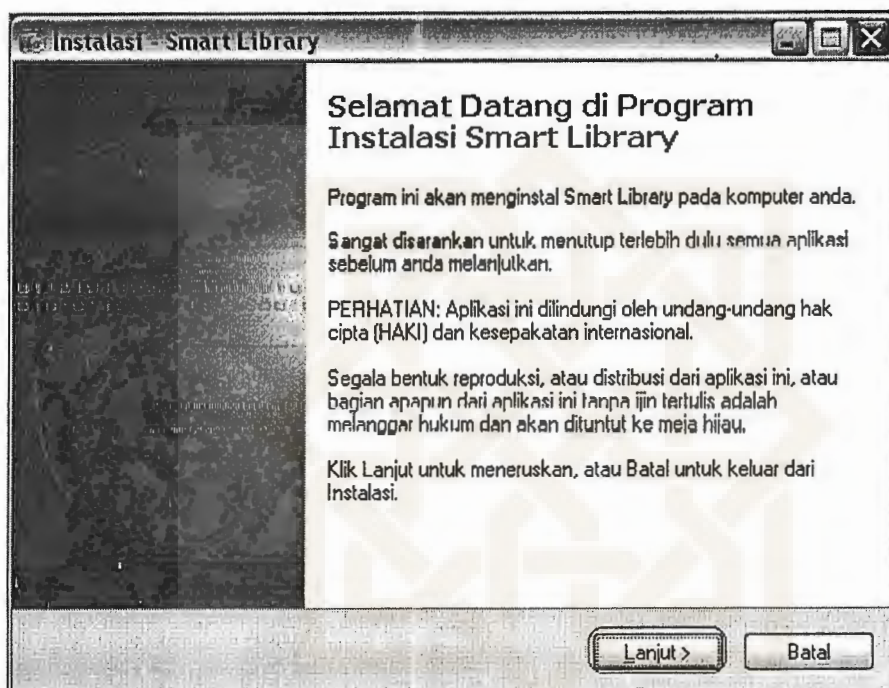 Instalasi - Smart Library
Selamat Datang di Program
Instalasi Smart Library
Program ini akan menginstal Smart Library pada komputer anda.
Sangat disarankan untuk menutup terlebih dulu semua aplikasi
sebelum anda melanjutkan.
PERHATIAN: Aplikasi ini dilindungi oleh undang-undang hak
cipta (HAKI) dan kesepakatan internasional.
Segala bentuk reproduksi, atau distribusi dari aplikasi ini, atau
bagian apapun dari aplikasi ini tanpa ijin tertulis adalah
melanggar hukum dan akan dituntut ke meja hijau.
Klik Lanjut untuk meneruskan, atau Batal untuk keluar dari
Instalasi.
Lanjut >
Batal